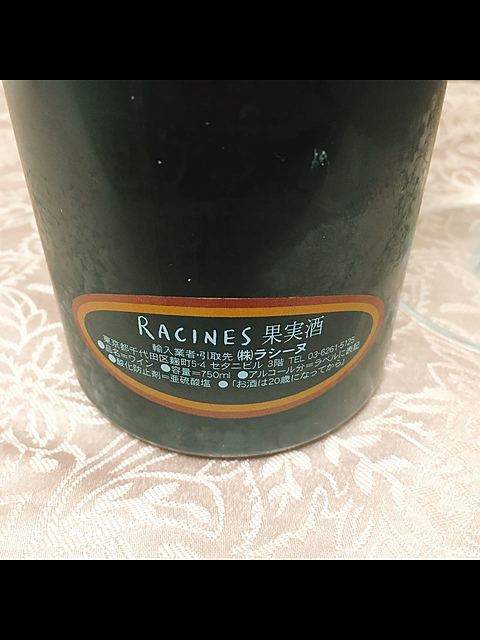 RACINES 果実酒
輸入業者・引取先 ㈱ラシーヌ
東京都千代田区麹町5-4 セタニビル 3階 TEL 03-6261-5125
●品名=ワイン ●容量=750ml ●アルコール分=ラベルに表記
●酸化防止剤=亜硫酸塩 ●「お酒は20歳になってから」